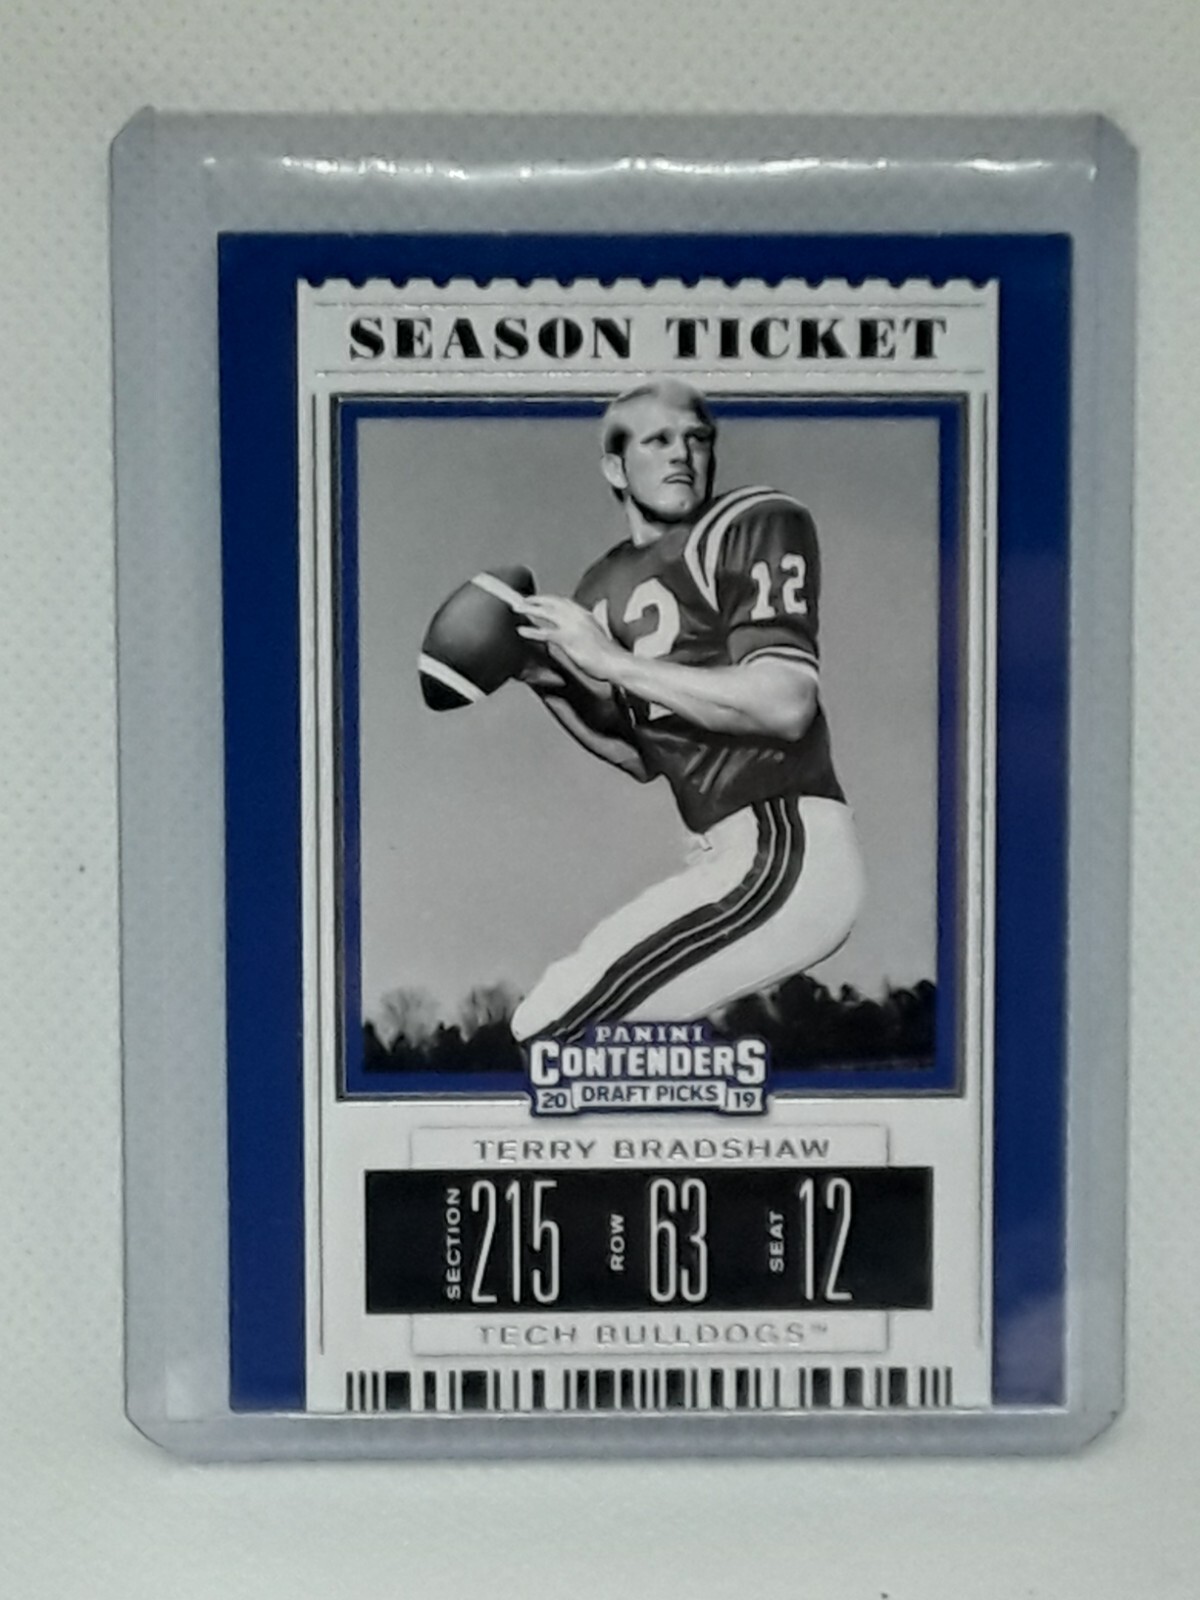 SEASON TICKET
12
12
PANINI
CONTENDERS
20 DRAFT PICKS 19
TERRY BRADSHAW
SECTION 215 ROW 63 SEAT 12
TECH BULLDOGS™